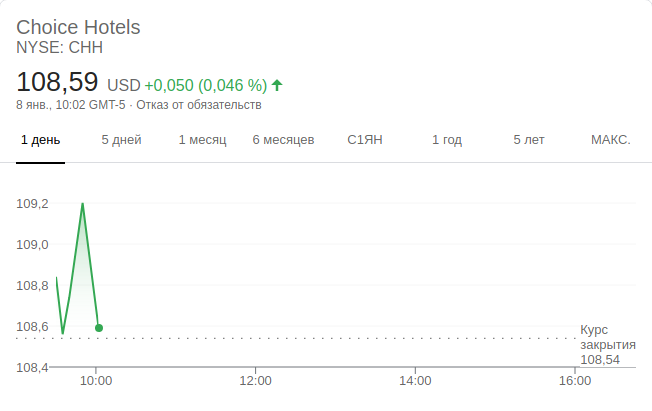 Choice Hotels
NYSE: CHH
108,59 USD +0,050 (0,046 %)
8 янв., 10:02 GMT-5 · Отказ от обязательств
1 день 5 дней 1 месяц 6 месяцев С1ЯН 1 год 5 лет МАКС.
109,2
109,0
108,8
108,6
108,4
Курс
закрытия
108,54
10:00 12:00 14:00 16:00